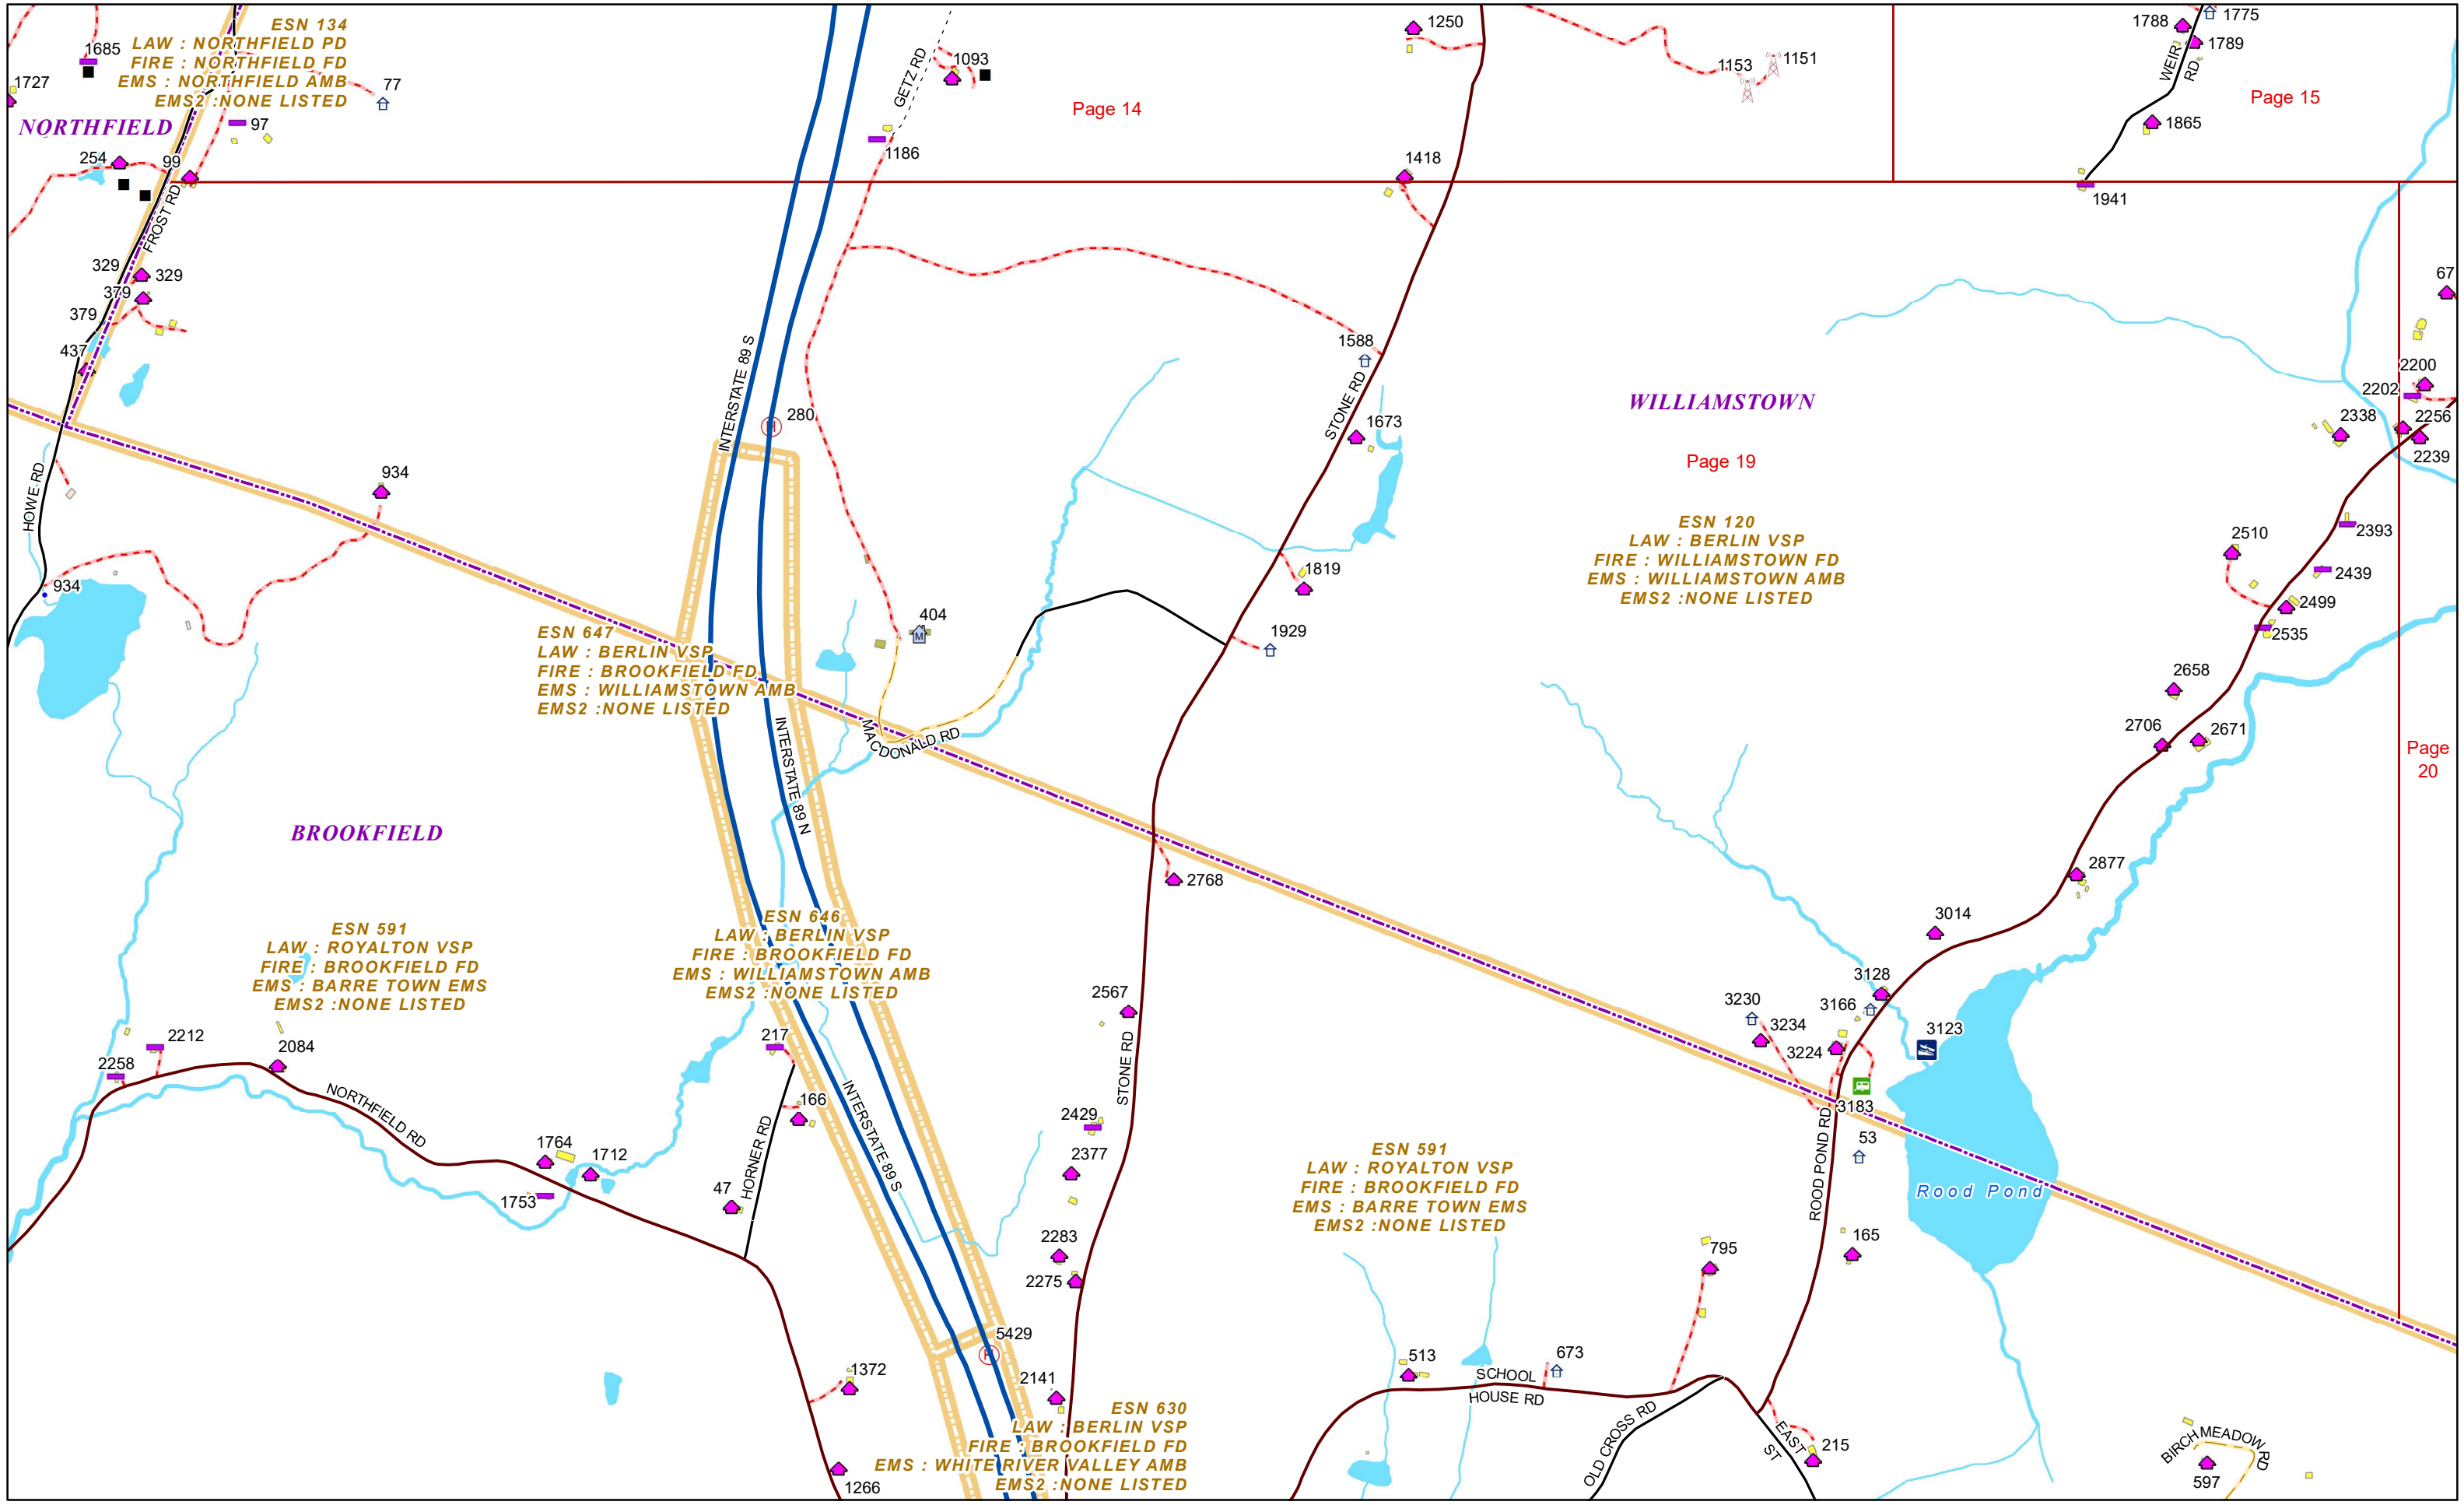 ESN 134
LAW : NORTHFIELD PD
FIRE : NORTHFIELD FD
EMS : NORTHFIELD AMB
EMS2 :NONE LISTED
1685
1727
77
97
NORTHFIELD
254
99
FROST RD
329
329
379
379
437
GETZ RD
1093
1186
Page 14
1250
1418
1153
1151
1788
1775
1789
WEIR
RD
1865
Page 15
1941
67
INTERSTATE 89 S
280
1588
STONE RD
1673
WILLIAMSTOWN
Page 19
ESN 120
LAW : BERLIN VSP
FIRE : WILLIAMSTOWN FD
EMS : WILLIAMSTOWN AMB
EMS2 :NONE LISTED
2200
2202
2256
2338
2239
2393
2510
2439
2499
2535
2658
2706
2671
Page
20
HOWE RD
934
934
404
1819
1929
ESN 647
LAW : BERLIN VSP
FIRE : BROOKFIELD FD
EMS : WILLIAMSTOWN AMB
EMS2 :NONE LISTED
MACDONALD RD
INTERSTATE 89 N
BROOKFIELD
2768
2877
3014
ESN 591
LAW : ROYALTON VSP
FIRE : BROOKFIELD FD
EMS : BARRE TOWN EMS
EMS2 :NONE LISTED
ESN 646
LAW : BERLIN VSP
FIRE : BROOKFIELD FD
EMS : WILLIAMSTOWN AMB
EMS2 :NONE LISTED
2567
3128
3230
3166
3234
3224
3123
3183
2212
2258
2084
217
NORTHFIELD RD
166
INTERSTATE 89 S
HORNER RD
STONE RD
2429
2377
1764
1712
1753
47
ROOD POND RD
53
Rood Pond
ESN 591
LAW : ROYALTON VSP
FIRE : BROOKFIELD FD
EMS : BARRE TOWN EMS
EMS2 :NONE LISTED
2283
2275
165
795
5429
1372
2141
513
SCHOOL
HOUSE RD
673
ESN 630
LAW : BERLIN VSP
FIRE : BROOKFIELD FD
EMS : WHITE RIVER VALLEY AMB
EMS2 :NONE LISTED
1266
OLD CROSS RD
EAST
ST
215
BIRCH MEADOW
RD
597
H
M